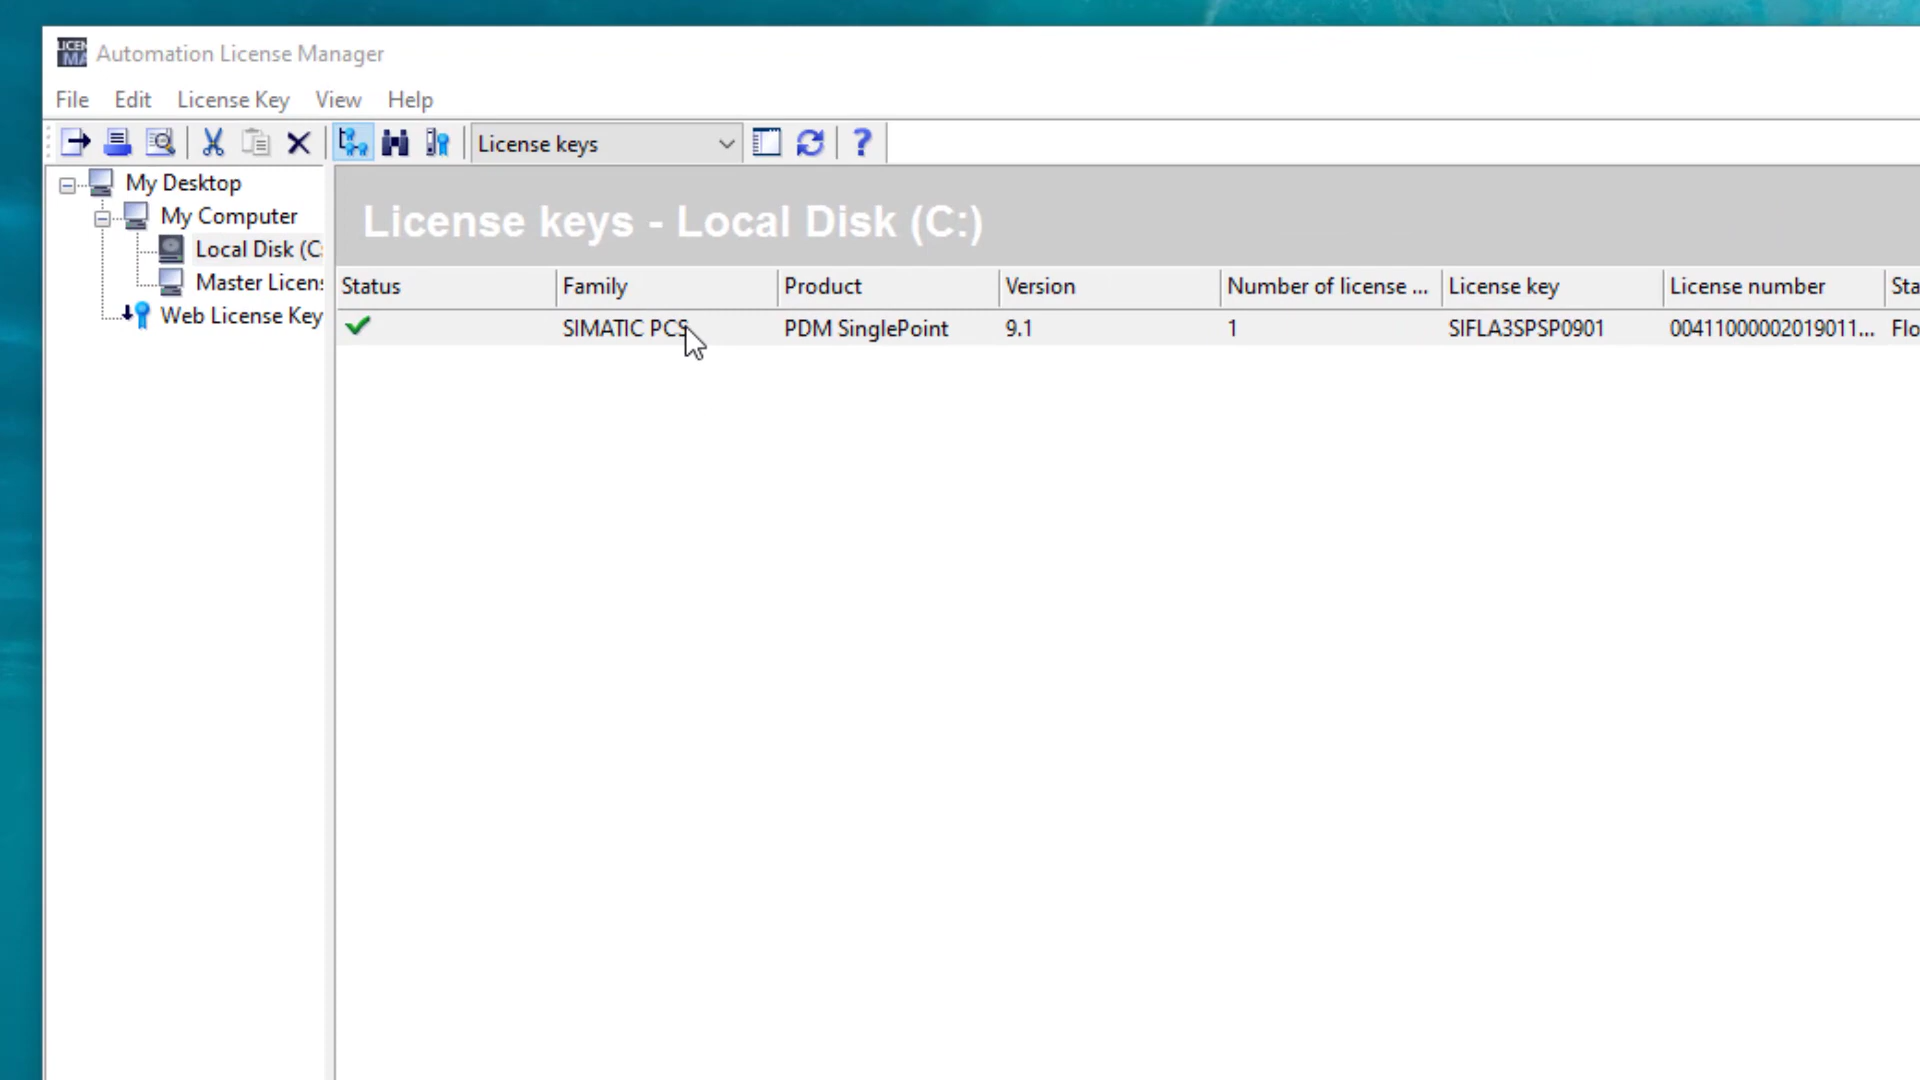 Automation License Manager
File Edit License Key View Help
License keys
My Desktop
My Computer
Local Disk (C:
Master Licens
Web License Key
License keys - Local Disk (C:)
Status Family Product Version Number of license ... License key License number Sta
SIMATIC PCS PDM SinglePoint 9.1 1 SIFLA3SPSP0901 00411000002019011... Flo